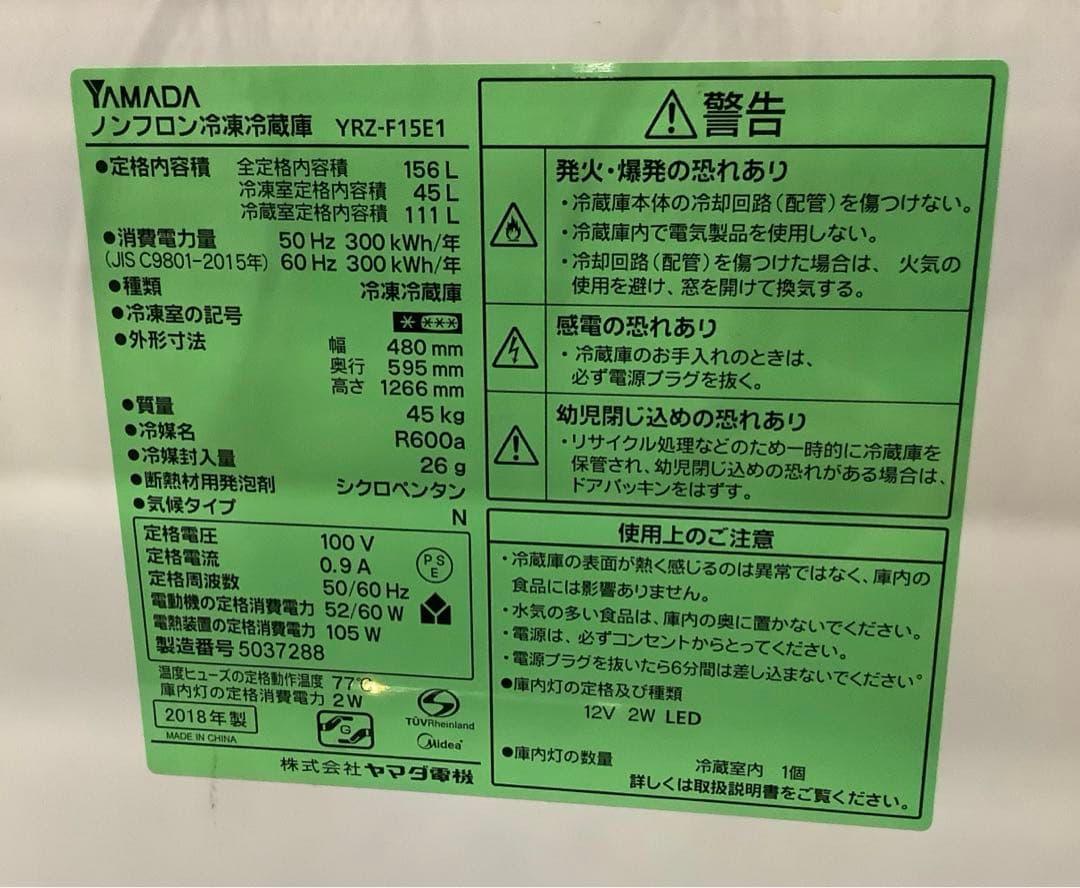 YAMADA
ノンフロン冷凍冷蔵庫 YRZ-F15E1
●定格内容積 全定格内容積 156 L
冷凍室定格内容積 45 L
冷蔵室定格内容積 111 L
●消費電力量 50 Hz 300 kWh/年
(JIS C9801-2015年) 60 Hz 300 kWh/年
●種類 冷凍冷蔵庫
●冷凍室の記号 * ***
●外形寸法 幅 480 mm
奥行 595 mm
高さ 1266 mm
●質量 45 kg
●冷媒名 R600a
●冷媒封入量 26 g
●断熱材用発泡剤 シクロペンタン
●気候タイプ N
定格電圧 100 V
定格電流 0.9 A
定格周波数 50/60 Hz
電動機の定格消費電力 52/60 W
電熱装置の定格消費電力 105 W
製造番号 5037288
PS
E
温度ヒューズの定格動作温度 77℃
庫内灯の定格消費電力 2W
2018年製
MADE IN CHINA
G
TÜVRheinland
Midea
株式会社ヤマダ電機
⚠警告
発火・爆発の恐れあり
・冷蔵庫本体の冷却回路(配管)を傷つけない。
・冷蔵庫内で電気製品を使用しない。
・冷却回路(配管)を傷つけた場合は、火気の
使用を避け、窓を開けて換気する。
感電の恐れあり
・冷蔵庫のお手入れのときは、
必ず電源プラグを抜く。
幼児閉じ込めの恐れあり
・リサイクル処理などのため一時的に冷蔵庫を
保管され、幼児閉じ込めの恐れがある場合は、
ドアパッキンをはずす。
使用上のご注意
・冷蔵庫の表面が熱く感じるのは異常ではなく、庫内の
食品には影響ありません。
・水気の多い食品は、庫内の奥に置かないでください。
・電源は、必ずコンセントからとってください。
・電源プラグを抜いたら6分間は差し込まないでください。
●庫内灯の定格及び種類
12V 2W LED
●庫内灯の数量
冷蔵室内 1個
詳しくは取扱説明書をご覧ください。